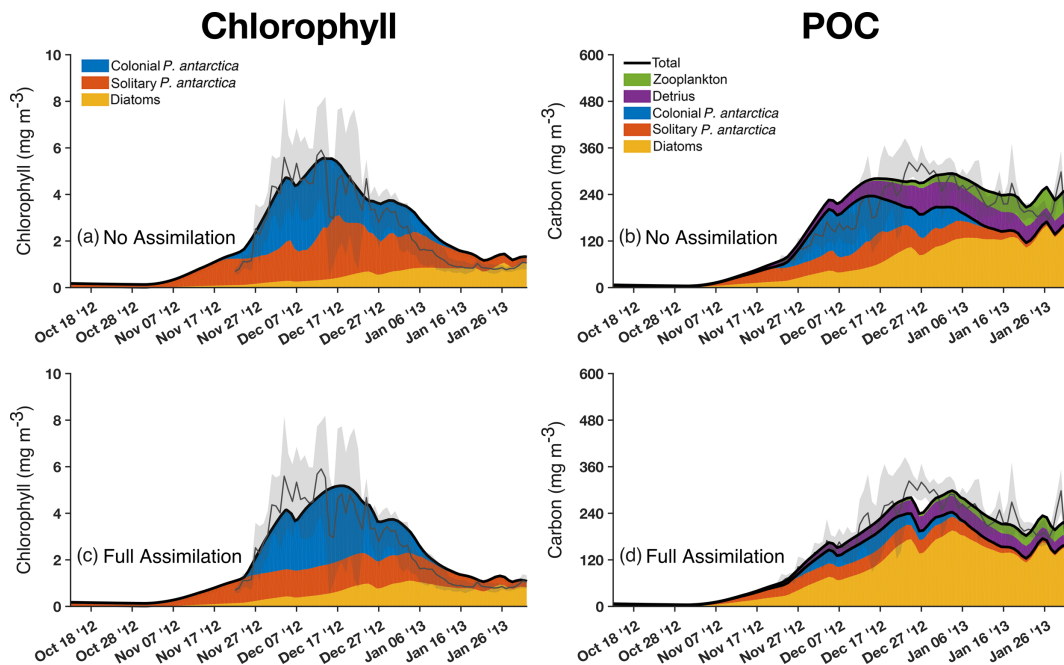 Chlorophyll
POC
10
8
6
4
2
0
Chlorophyll (mg m-3)
Colonial P. antarctica
Solitary P. antarctica
Diatoms
(a) No Assimilation
Oct 18 '12
Oct 28 '12
Nov 07 '12
Nov 17 '12
Nov 27 '12
Dec 07 '12
Dec 17 '12
Dec 27 '12
Jan 06 '13
Jan 16 '13
Jan 26 '13
600
480
360
240
120
0
Carbon (mg m-3)
Total
Zooplankton
Detrius
Colonial P. antarctica
Solitary P. antarctica
Diatoms
(b) No Assimilation
Oct 18 '12
Oct 28 '12
Nov 07 '12
Nov 17 '12
Nov 27 '12
Dec 07 '12
Dec 17 '12
Dec 27 '12
Jan 06 '13
Jan 16 '13
Jan 26 '13
10
8
6
4
2
0
Chlorophyll (mg m-3)
(c) Full Assimilation
Oct 18 '12
Oct 28 '12
Nov 07 '12
Nov 17 '12
Nov 27 '12
Dec 07 '12
Dec 17 '12
Dec 27 '12
Jan 06 '13
Jan 16 '13
Jan 26 '13
600
480
360
240
120
0
Carbon (mg m-3)
(d) Full Assimilation
Oct 18 '12
Oct 28 '12
Nov 07 '12
Nov 17 '12
Nov 27 '12
Dec 07 '12
Dec 17 '12
Dec 27 '12
Jan 06 '13
Jan 16 '13
Jan 26 '13